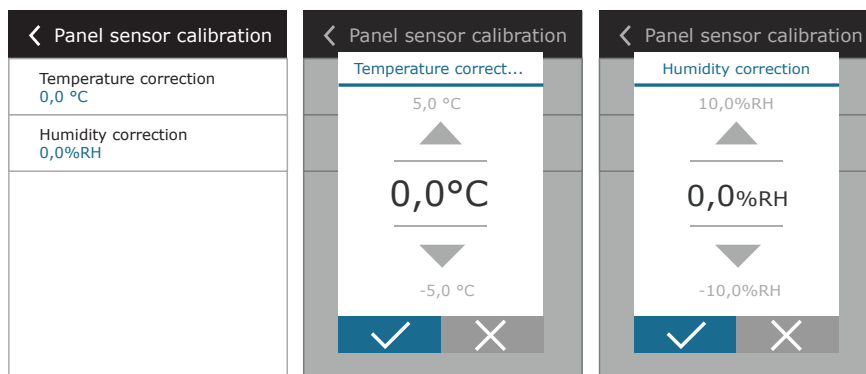 Panel sensor calibration
Temperature correction
0,0 °C
Humidity correction
0,0%RH
Panel sensor calibration
Temperature correct...
5,0 °C
0,0°C
-5,0 °C
Panel sensor calibration
Humidity correction
10,0%RH
0,0%RH
-10,0%RH